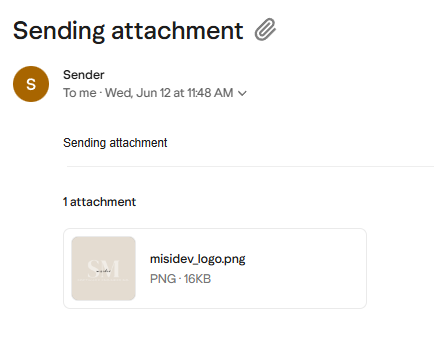 Sending attachment
S
Sender
To me · Wed, Jun 12 at 11:48 AM
Sending attachment
1 attachment
SM
misidev
misidev_logo.png
PNG · 16KB